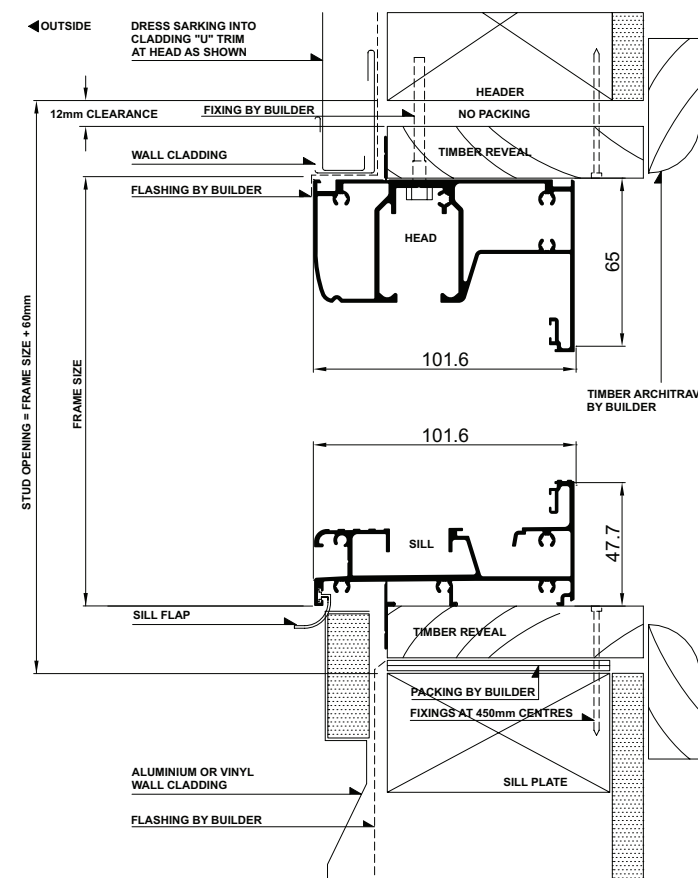 OUTSIDE
DRESS SARKING INTO
CLADDING "U" TRIM
AT HEAD AS SHOWN
HEADER
12mm CLEARANCE
FIXING BY BUILDER
NO PACKING
WALL CLADDING
TIMBER REVEAL
FLASHING BY BUILDER
HEAD
65
101.6
STUD OPENING = FRAME SIZE + 60mm
FRAME SIZE
TIMBER ARCHITRAV
BY BUILDER
101.6
SILL
47.7
SILL FLAP
TIMBER REVEAL
PACKING BY BUILDER
FIXINGS AT 450mm CENTRES
ALUMINIUM OR VINYL
WALL CLADDING
SILL PLATE
FLASHING BY BUILDER